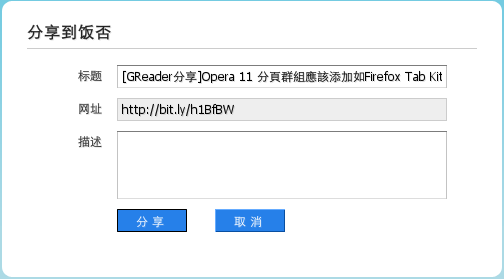 分享到饭否
标题
[GReader分享]Opera 11 分頁群組應該添加如Firefox Tab Kit
网址
http://bit.ly/h1BfBW
描述
分享 取消